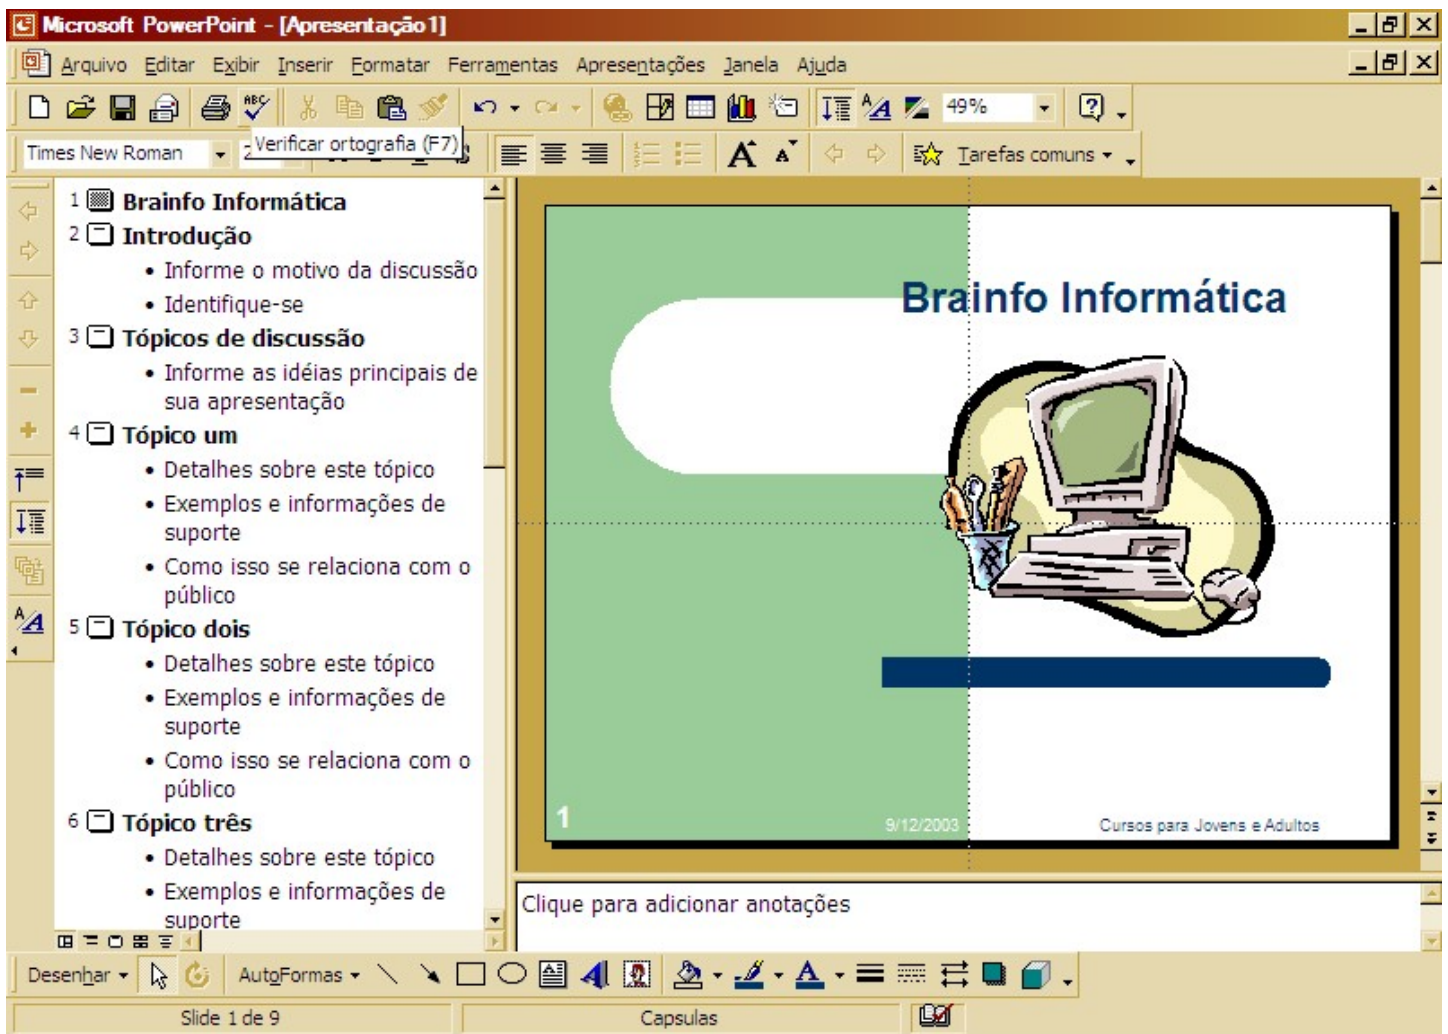 Microsoft PowerPoint - [Apresentação1]
Arquivo Editar Exibir Inserir Formatar Ferramentas Apresentações Janela Ajuda
ABC 49%
Verificar ortografia (F7)
Times New Roman Tarefas comuns
1 Brainfo Informática
2 Introdução
• Informe o motivo da discussão
• Identifique-se
3 Tópicos de discussão
• Informe as idéias principais de
sua apresentação
4 Tópico um
• Detalhes sobre este tópico
• Exemplos e informações de
suporte
• Como isso se relaciona com o
público
5 Tópico dois
• Detalhes sobre este tópico
• Exemplos e informações de
suporte
• Como isso se relaciona com o
público
6 Tópico três
• Detalhes sobre este tópico
• Exemplos e informações de
suporte
Brainfo Informática
1 9/12/2003 Cursos para Jovens e Adultos
Clique para adicionar anotações
Desenhar AutoFormas
Slide 1 de 9 Capsulas